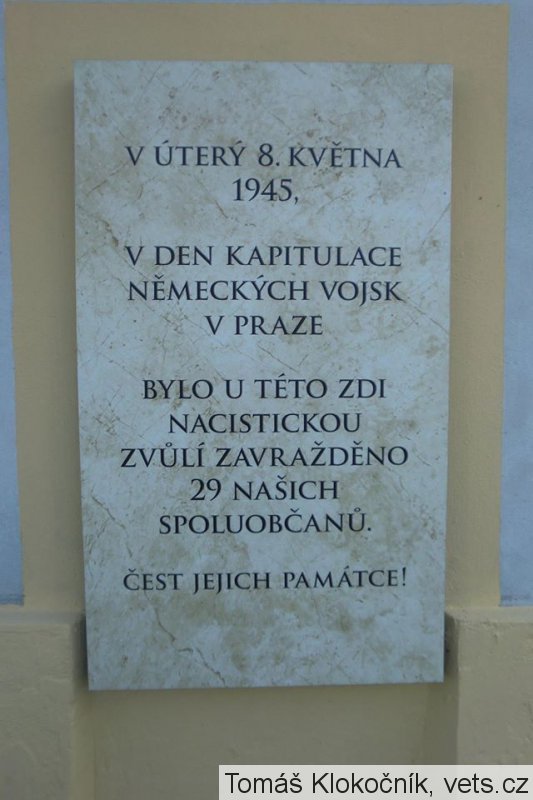 V ÚTERÝ 8. KVĚTNA
1945,
V DEN KAPITULACE
NĚMECKÝCH VOJSK
V PRAZE
BYLO U TÉTO ZDI
NACISTICKOU
ZVŮLÍ ZAVRAŽDĚNO
29 NAŠICH
SPOLUOBČANŮ.
ČEST JEJICH PAMÁTCE!
Tomáš Klokočník, vets.cz